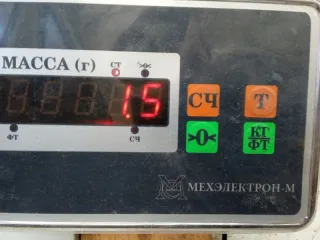 МАССА (г)
СТ >0<
1.5
СЧ Т
ФТ СЧ
>0< КГ
ФТ
МЕХЭЛЕКТРОН-М